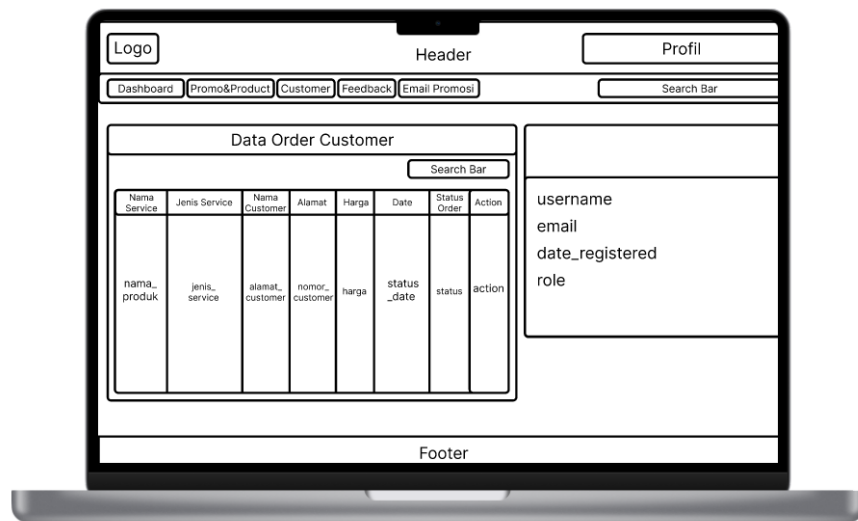 Logo
Header
Profil
Dashboard
Promo&Product
Customer
Feedback
Email Promosi
Search Bar
Data Order Customer
Search Bar
Nama
Service
Jenis Service
Nama
Customer
Alamat
Harga
Date
Status
Order
Action
nama_
produk
jenis_
service
alamat_
customer
nomor_
customer
harga
status
_date
status
action
username
email
date_registered
role
Footer